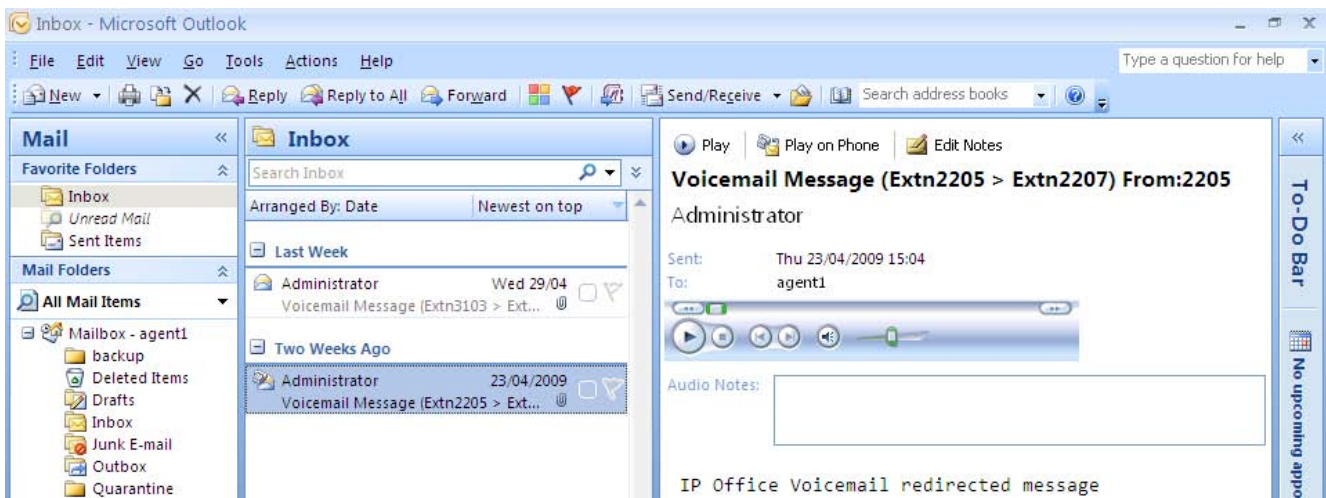 Inbox - Microsoft Outlook
File Edit View Go Tools Actions Help
Type a question for help
New Reply Reply to All Forward Send/Receive Search address books
Mail
Favorite Folders
Inbox
Unread Mail
Sent Items
Mail Folders
All Mail Items
Mailbox - agent1
backup
Deleted Items
Drafts
Inbox
Junk E-mail
Outbox
Quarantine
Inbox
Search Inbox
Arranged By: Date Newest on top
Last Week
Administrator Wed 29/04
Voicemail Message (Extn3103 > Ext...
Two Weeks Ago
Administrator 23/04/2009
Voicemail Message (Extn2205 > Ext...
Play Play on Phone Edit Notes
Voicemail Message (Extn2205 > Extn2207) From:2205
Administrator
Sent: Thu 23/04/2009 15:04
To: agent1
Audio Notes:
IP Office Voicemail redirected message
To-Do Bar
No upcoming appo